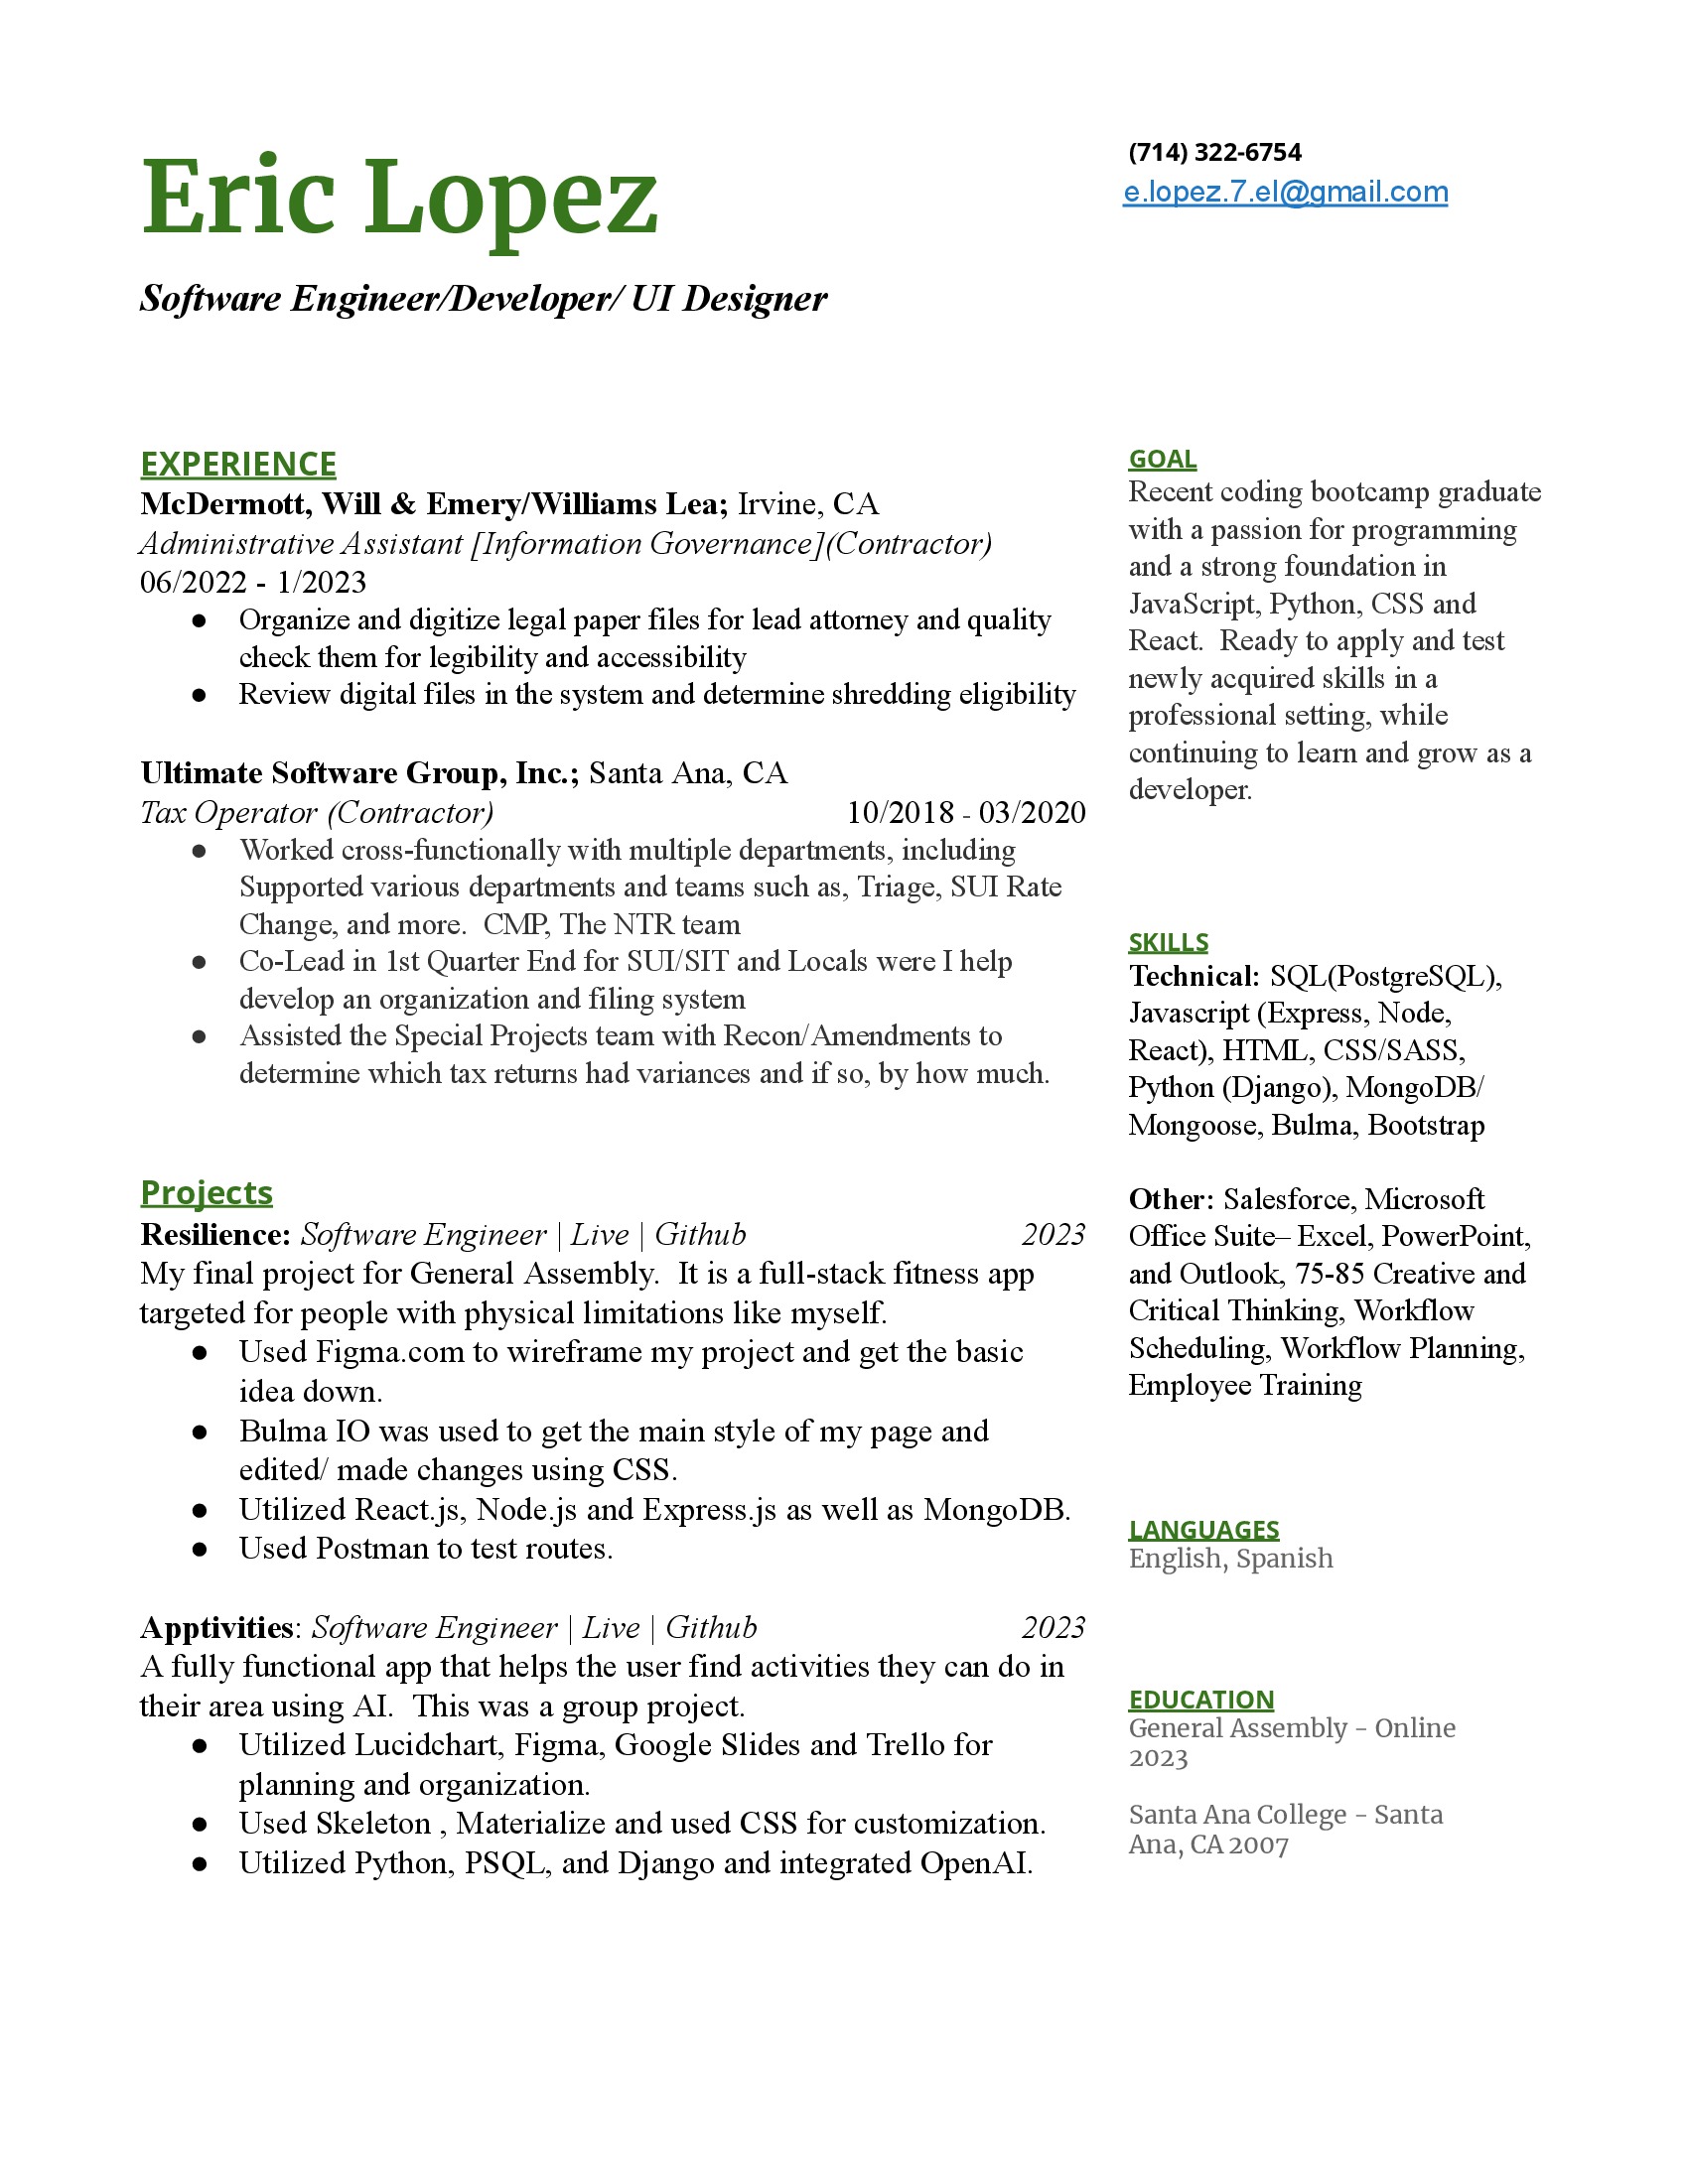 Eric Lopez
Software Engineer/Developer/ UI Designer
(714) 322-6754
e.lopez.7.el@gmail.com
EXPERIENCE
McDermott, Will & Emery/Williams Lea; Irvine, CA
Administrative Assistant [Information Governance](Contractor)
06/2022 - 1/2023
● Organize and digitize legal paper files for lead attorney and quality
check them for legibility and accessibility
● Review digital files in the system and determine shredding eligibility
Ultimate Software Group, Inc.; Santa Ana, CA
Tax Operator (Contractor) 10/2018 - 03/2020
● Worked cross-functionally with multiple departments, including
Supported various departments and teams such as, Triage, SUI Rate
Change, and more.  CMP, The NTR team
● Co-Lead in 1st Quarter End for SUI/SIT and Locals were I help
develop an organization and filing system
● Assisted the Special Projects team with Recon/Amendments to
determine which tax returns had variances and if so, by how much.
Projects
Resilience: Software Engineer | Live | Github 2023
My final project for General Assembly.  It is a full-stack fitness app
targeted for people with physical limitations like myself.
● Used Figma.com to wireframe my project and get the basic
idea down.
● Bulma IO was used to get the main style of my page and
edited/ made changes using CSS.
● Utilized React.js, Node.js and Express.js as well as MongoDB.
● Used Postman to test routes.
Apptivities: Software Engineer | Live | Github 2023
A fully functional app that helps the user find activities they can do in
their area using AI.  This was a group project.
● Utilized Lucidchart, Figma, Google Slides and Trello for
planning and organization.
● Used Skeleton , Materialize and used CSS for customization.
● Utilized Python, PSQL, and Django and integrated OpenAI.
GOAL
Recent coding bootcamp graduate
with a passion for programming
and a strong foundation in
JavaScript, Python, CSS and
React.  Ready to apply and test
newly acquired skills in a
professional setting, while
continuing to learn and grow as a
developer.
SKILLS
Technical: SQL(PostgreSQL),
Javascript (Express, Node,
React), HTML, CSS/SASS,
Python (Django), MongoDB/
Mongoose, Bulma, Bootstrap
Other: Salesforce, Microsoft
Office Suite– Excel, PowerPoint,
and Outlook, 75-85 Creative and
Critical Thinking, Workflow
Scheduling, Workflow Planning,
Employee Training
LANGUAGES
English, Spanish
EDUCATION
General Assembly - Online
2023
Santa Ana College - Santa
Ana, CA 2007